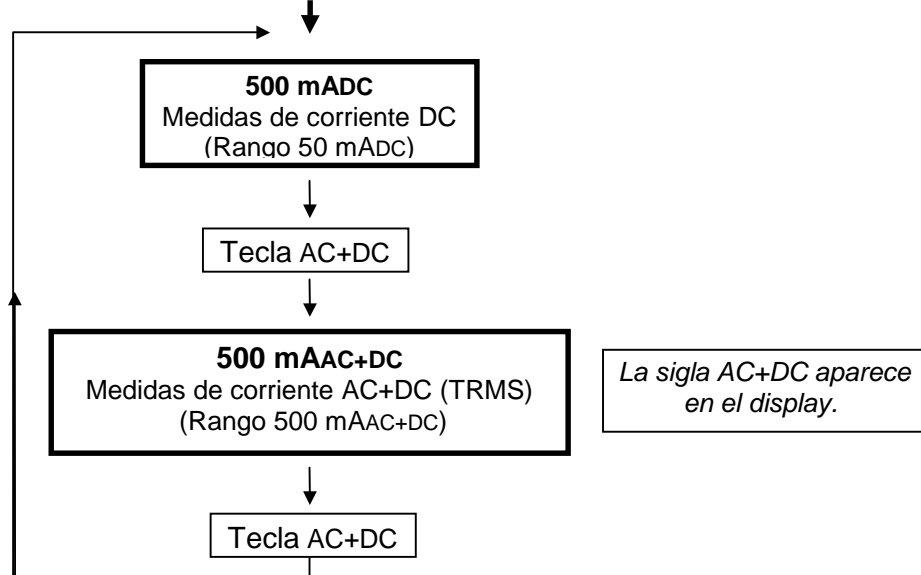 500 mADC
Medidas de corriente DC
(Rango 50 mADC)
Tecla AC+DC
500 mAAC+DC
Medidas de corriente AC+DC (TRMS)
(Rango 500 mAAC+DC)
La sigla AC+DC aparece
en el display.
Tecla AC+DC